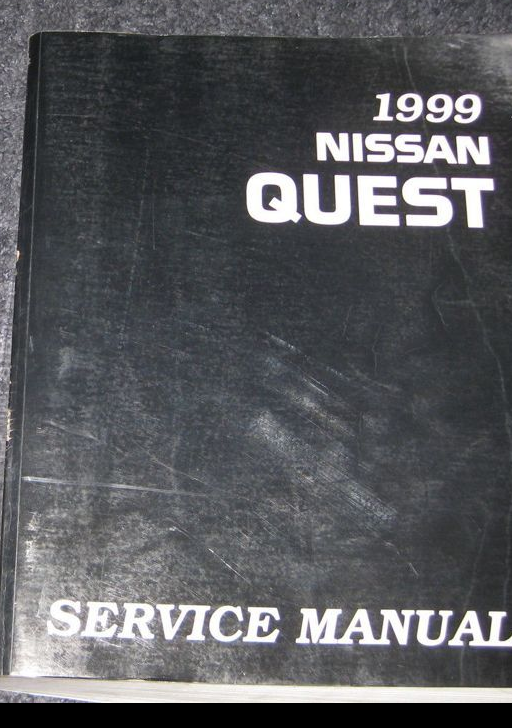 1999
NISSAN
QUEST
SERVICE MANUAL